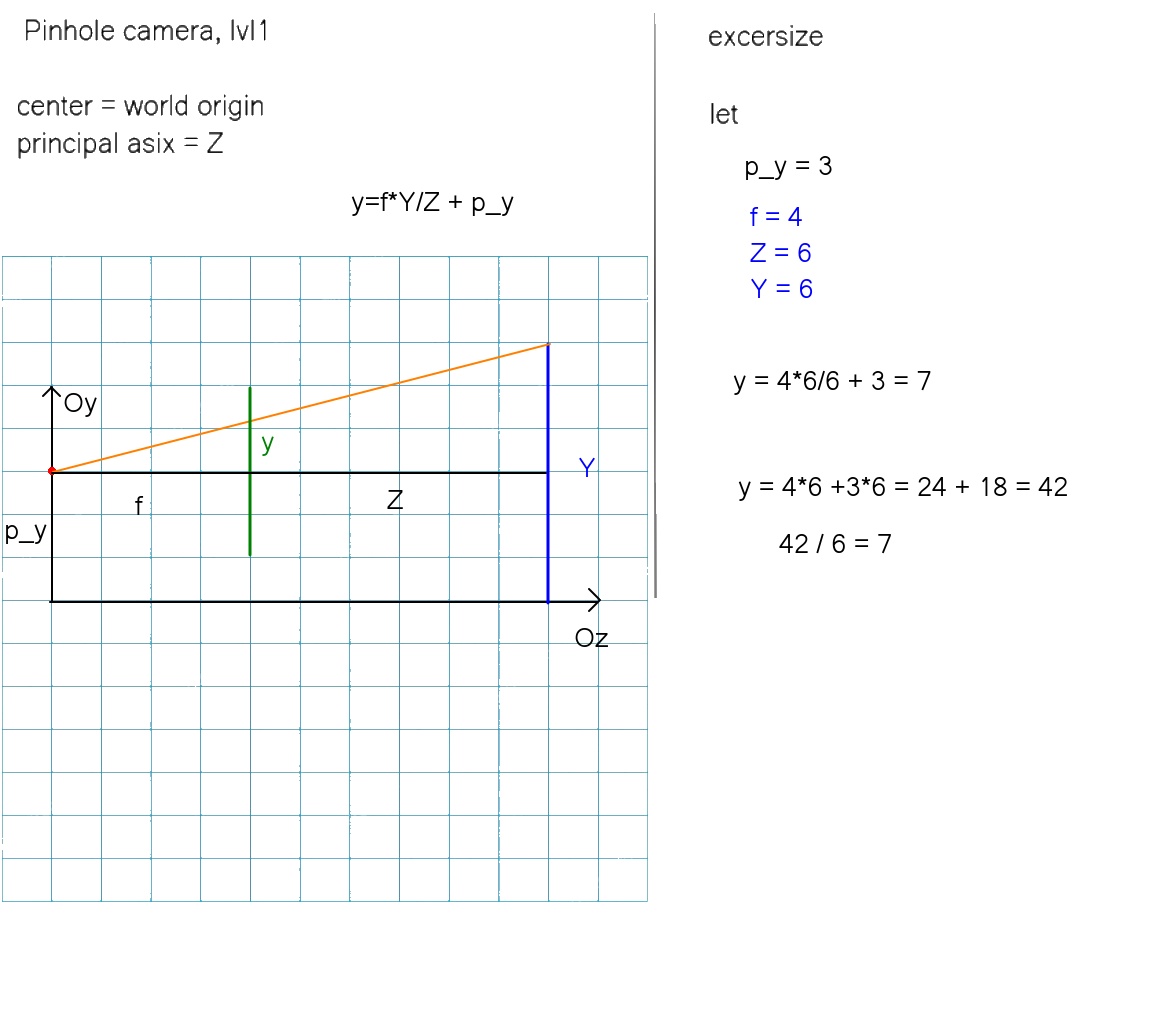 Pinhole camera, lvl1
center = world origin
principal asix = Z
y=f*Y/Z + p_y
Oy
y
Y
f
Z
p_y
Oz
excersize
let
p_y = 3
f = 4
Z = 6
Y = 6
y = 4*6/6 + 3 = 7
y = 4*6 +3*6 = 24 + 18 = 42
42 / 6 = 7